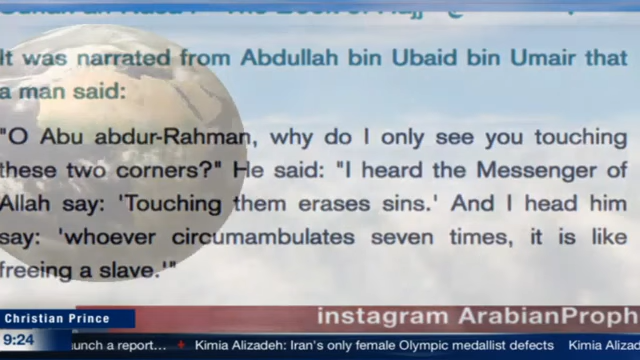 It was narrated from Abdullah bin Ubaid bin Umair that
a man said:
"O Abu abdur-Rahman, why do I only see you touching
these two corners?" He said: "I heard the Messenger of
Allah say: 'Touching them erases sins.' And I head him
say: 'whoever circumambulates seven times, it is like
freeing a slave.'"
instagram ArabianProph
Christian Prince
9:24 aunch a report... Kimia Alizadeh: Iran's only female Olympic medallist defects Kimia Aliza